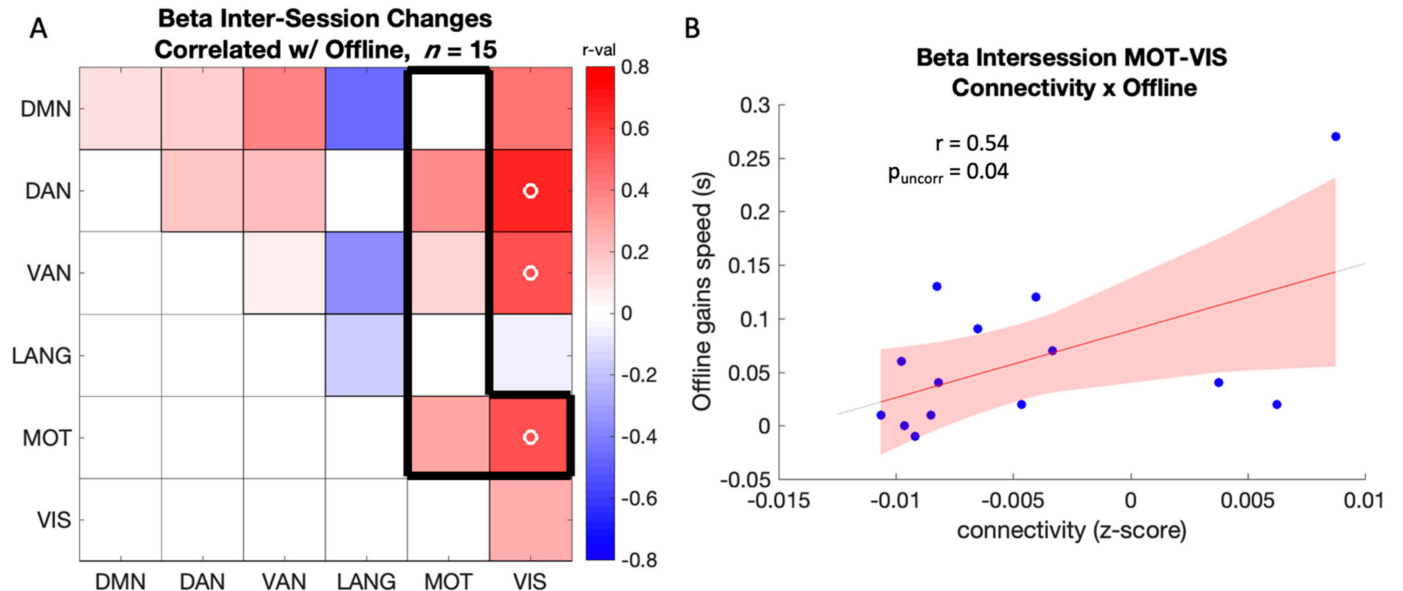 A
Beta Inter-Session Changes
Correlated w/ Offline, n = 15
r-val
DMN
DAN
VAN
LANG
MOT
VIS
DMN DAN VAN LANG MOT VIS
0.8
0.6
0.4
0.2
0
-0.2
-0.4
-0.6
-0.8
B
Beta Intersession MOT-VIS
Connectivity x Offline
r = 0.54
puncorr = 0.04
Offline gains speed (s)
0.3
0.25
0.2
0.15
0.1
0.05
0
-0.05
-0.015 -0.01 -0.005 0 0.005 0.01
connectivity (z-score)